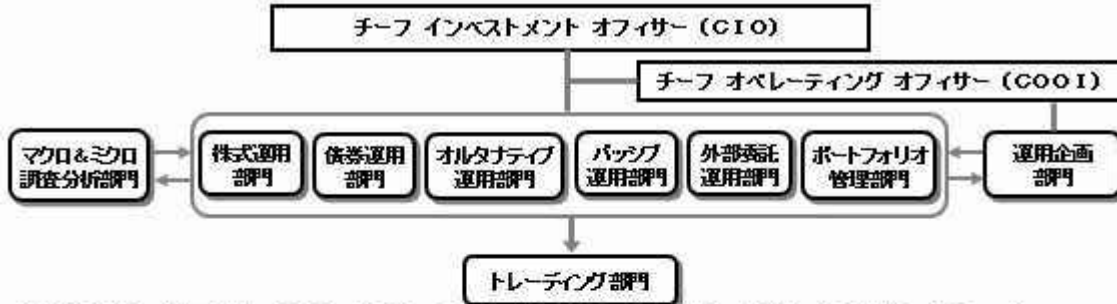 チーフ インベストメント オフィサー (CIO)
チーフ オペレーティング オフィサー (COOI)
マクロ&ミクロ
調査分析部門
株式運用
部門
債券運用
部門
オルタナティブ
運用部門
パッシブ
運用部門
外部委託
運用部門
ポートフォリオ
管理部門
運用企画
部門
トレーディング部門